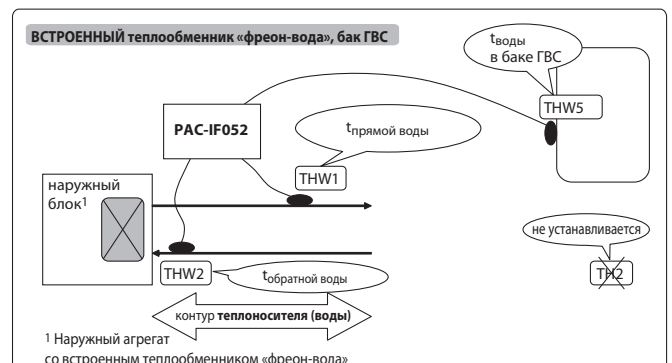 ВСТРОЕННЫЙ теплообменник «фреон-вода», бак ГВС
tводы
в баке ГВС
THW5
PAC-IF052
tпрямой воды
THW1
наружный
блок1
не устанавливается
TH2
THW2
tобратной воды
контур теплоносителя (воды)
1 Наружный агрегат
со встроенным теплообменником «фреон-вода»